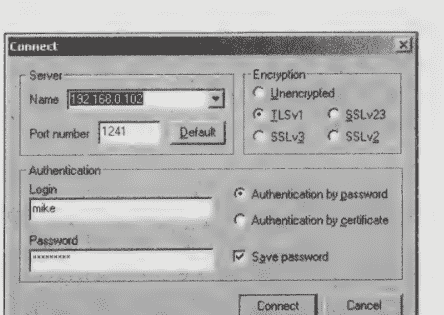 Connect
Server
Name 192.168.0.102
Port number 1241 Default
Encryption
Unencrypted
TLSv1 SSLv23
SSLv3 SSLv2
Authentication
Login
mike
Password
*********
Authentication by password
Authentication by certificate
Save password
Connect Cancel